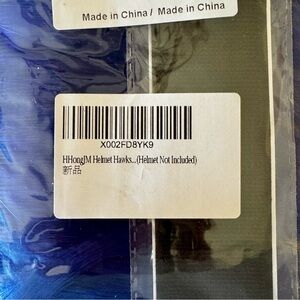 Made in China / Made in China
X002FD8YK9
HHongJM Helmet Hawks...(Helmet Not Included)
新品